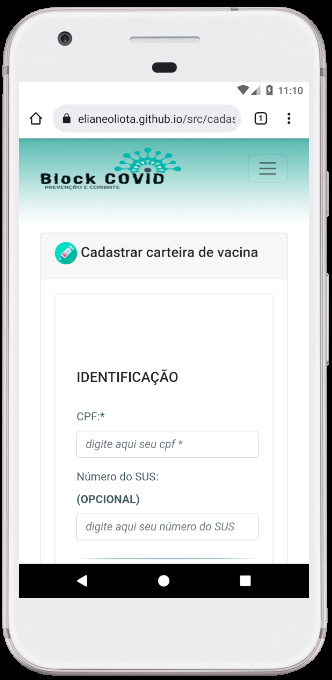 11:10
elianeoliota.github.io/src/cadas
1
Block COVID
PREVENÇÃO E COMBATE
Cadastrar carteira de vacina
IDENTIFICAÇÃO
CPF:*
digite aqui seu cpf *
Número do SUS:
(OPCIONAL)
digite aqui seu número do SUS